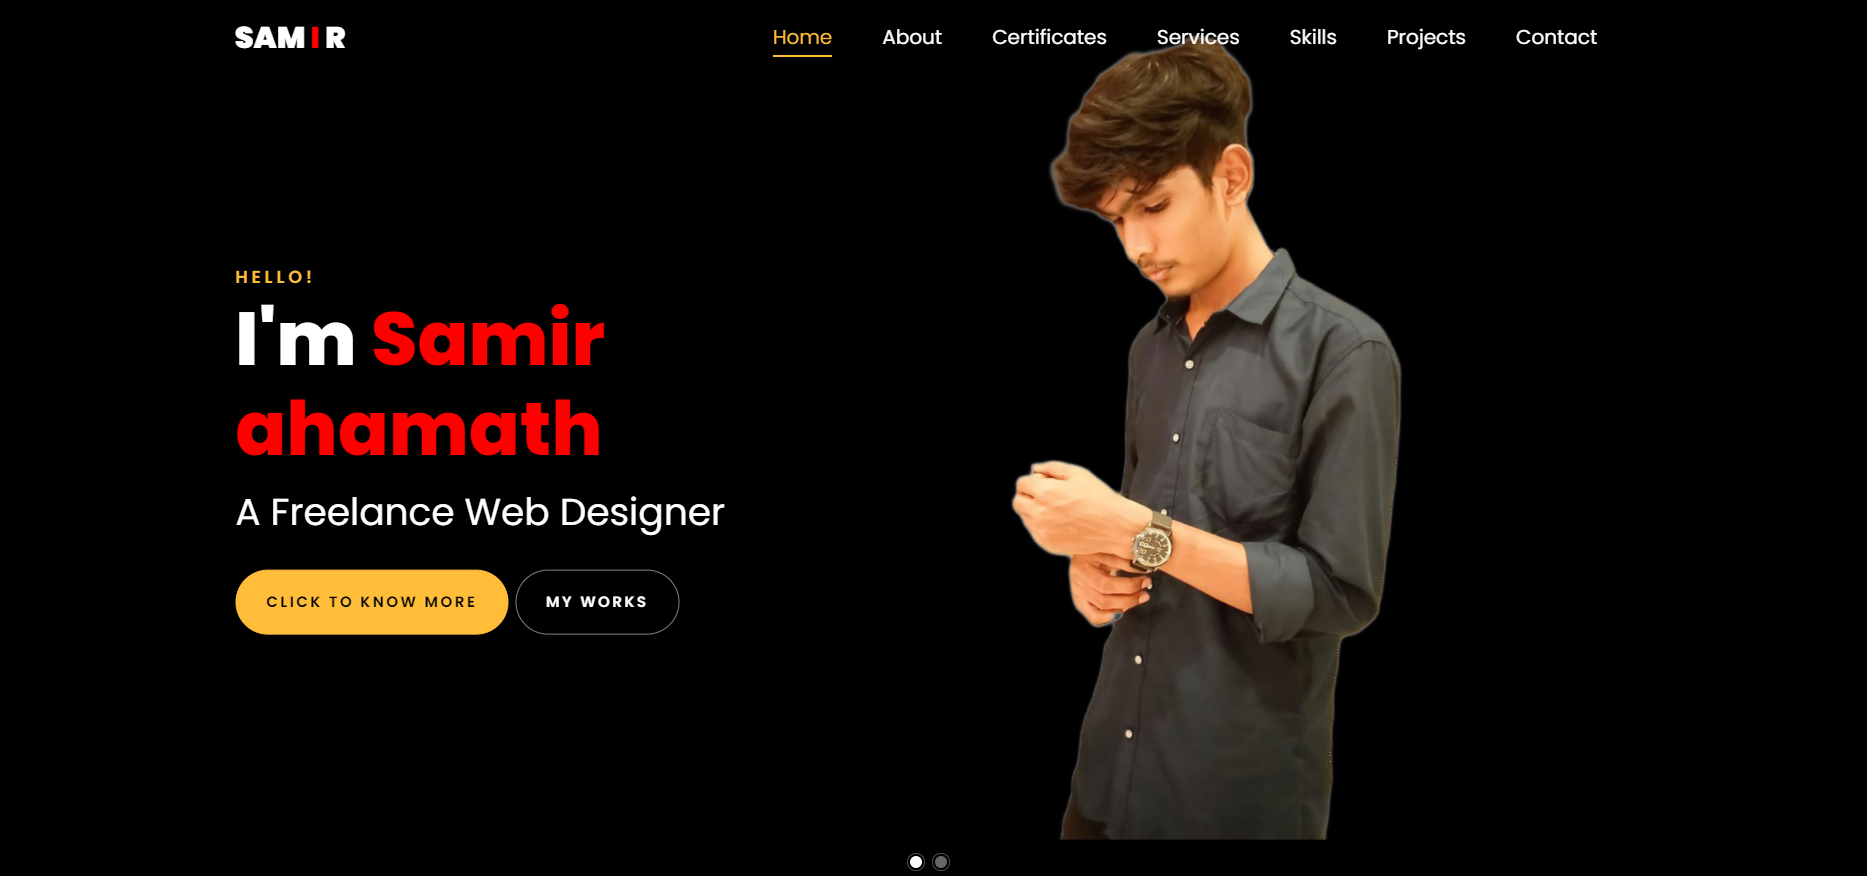 SAMIR
Home About Certificates Services Skills Projects Contact
HELLO!
I'm Samir
ahamath
A Freelance Web Designer
CLICK TO KNOW MORE MY WORKS